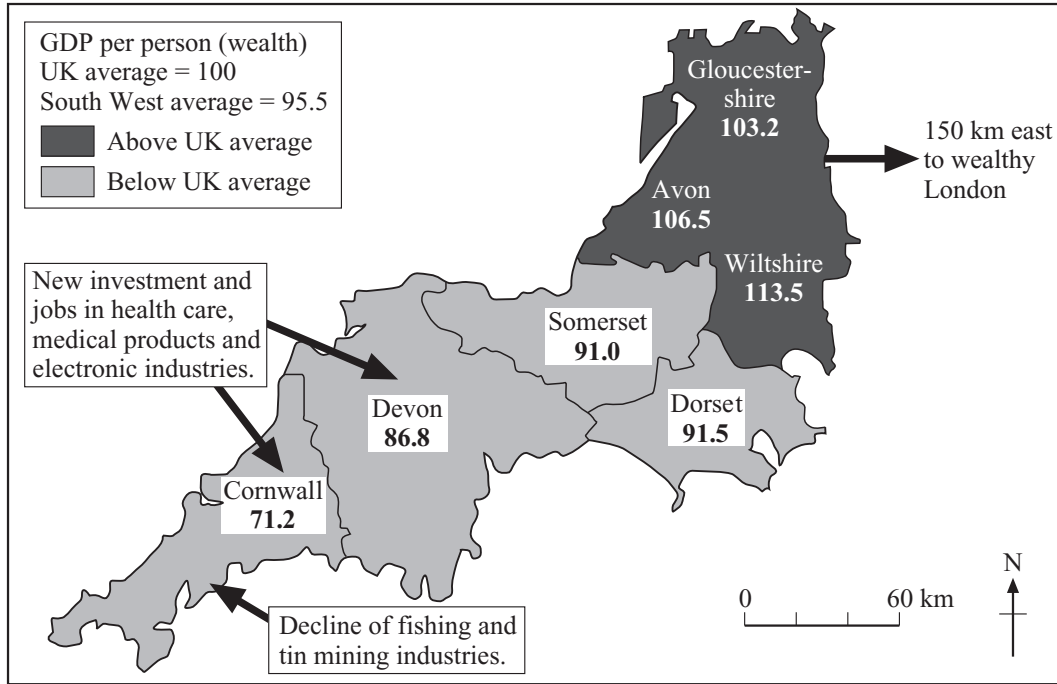 GDP per person (wealth)
UK average = 100
South West average = 95.5
Above UK average
Below UK average
Gloucester-
shire
103.2
150 km east
to wealthy
London
Avon
106.5
Wiltshire
113.5
New investment and
jobs in health care,
medical products and
electronic industries.
Somerset
91.0
Devon
86.8
Dorset
91.5
Cornwall
71.2
Decline of fishing and
tin mining industries.
0 60 km
N